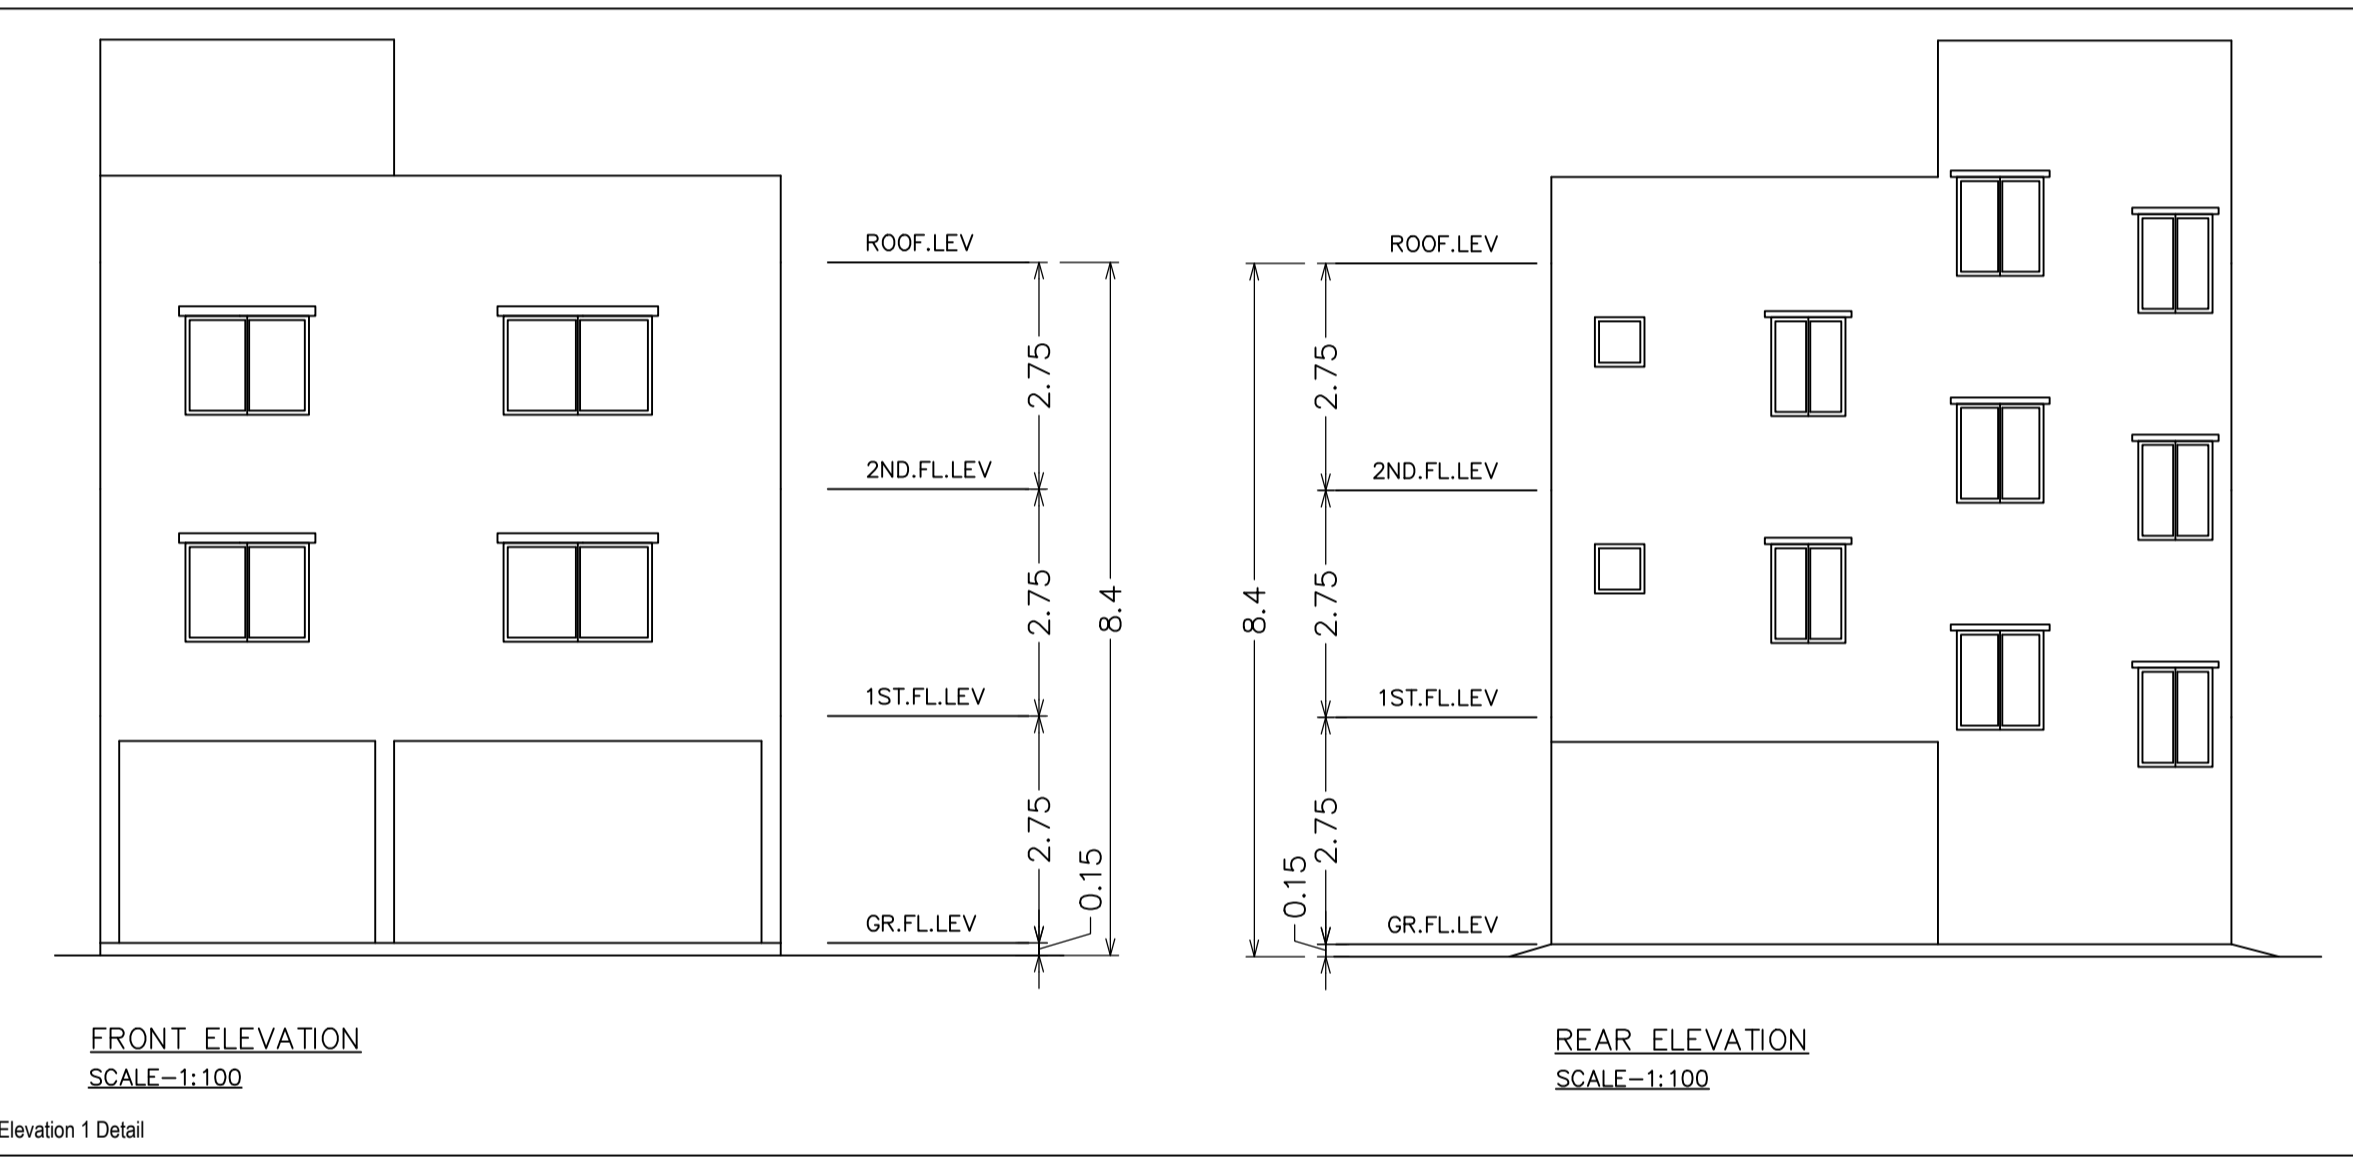 ROOF.LEV
2.75
2ND.FL.LEV
2.75
8.4
1ST.FL.LEV
2.75
0.15
GR.FL.LEV
FRONT ELEVATION
SCALE-1:100
ROOF.LEV
2.75
2ND.FL.LEV
2.75
8.4
1ST.FL.LEV
2.75
0.15
GR.FL.LEV
REAR ELEVATION
SCALE-1:100
Elevation 1 Detail